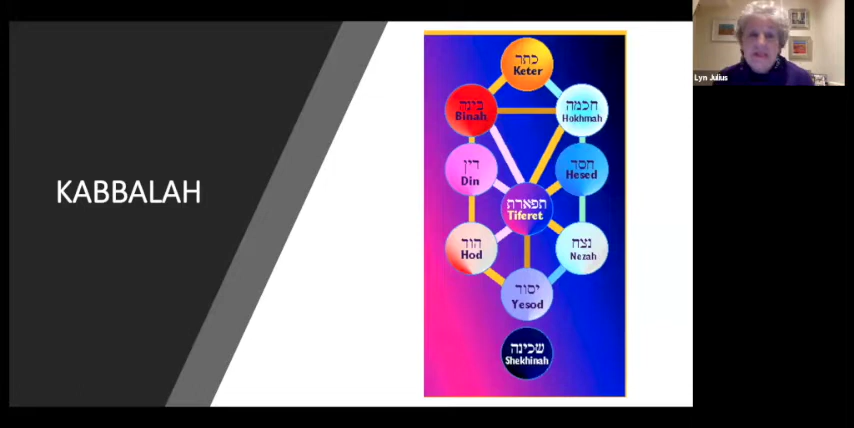 KABBALAH
כתר
Keter
בינה
Binah
חכמה
Hokhmah
דין
Din
חסד
Hesed
תפארת
Tiferet
הוד
Hod
נצח
Nezah
יסוד
Yesod
שכינה
Shekhinah
Lyn Julius